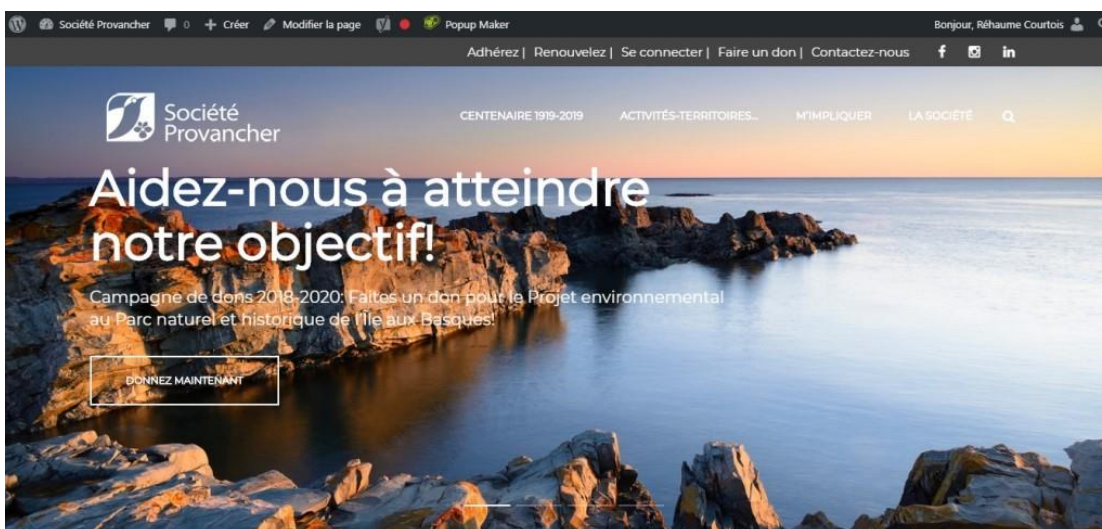 Société Provancher 0 + Créer Modifier la page Popup Maker Bonjour, Réhaume Courtois
Adhérez | Renouvelez | Se connecter | Faire un don | Contactez-nous
Société
Provancher
CENTENAIRE 1919-2019 ACTIVITÉS-TERRITOIRES... M'IMPLIQUER LA SOCIÉTÉ
Aidez-nous à atteindre
notre objectif!
Campagne de dons 2018-2020: Faites un don pour le Projet environnemental
au Parc naturel et historique de l'Île aux Basques!
DONNEZ MAINTENANT